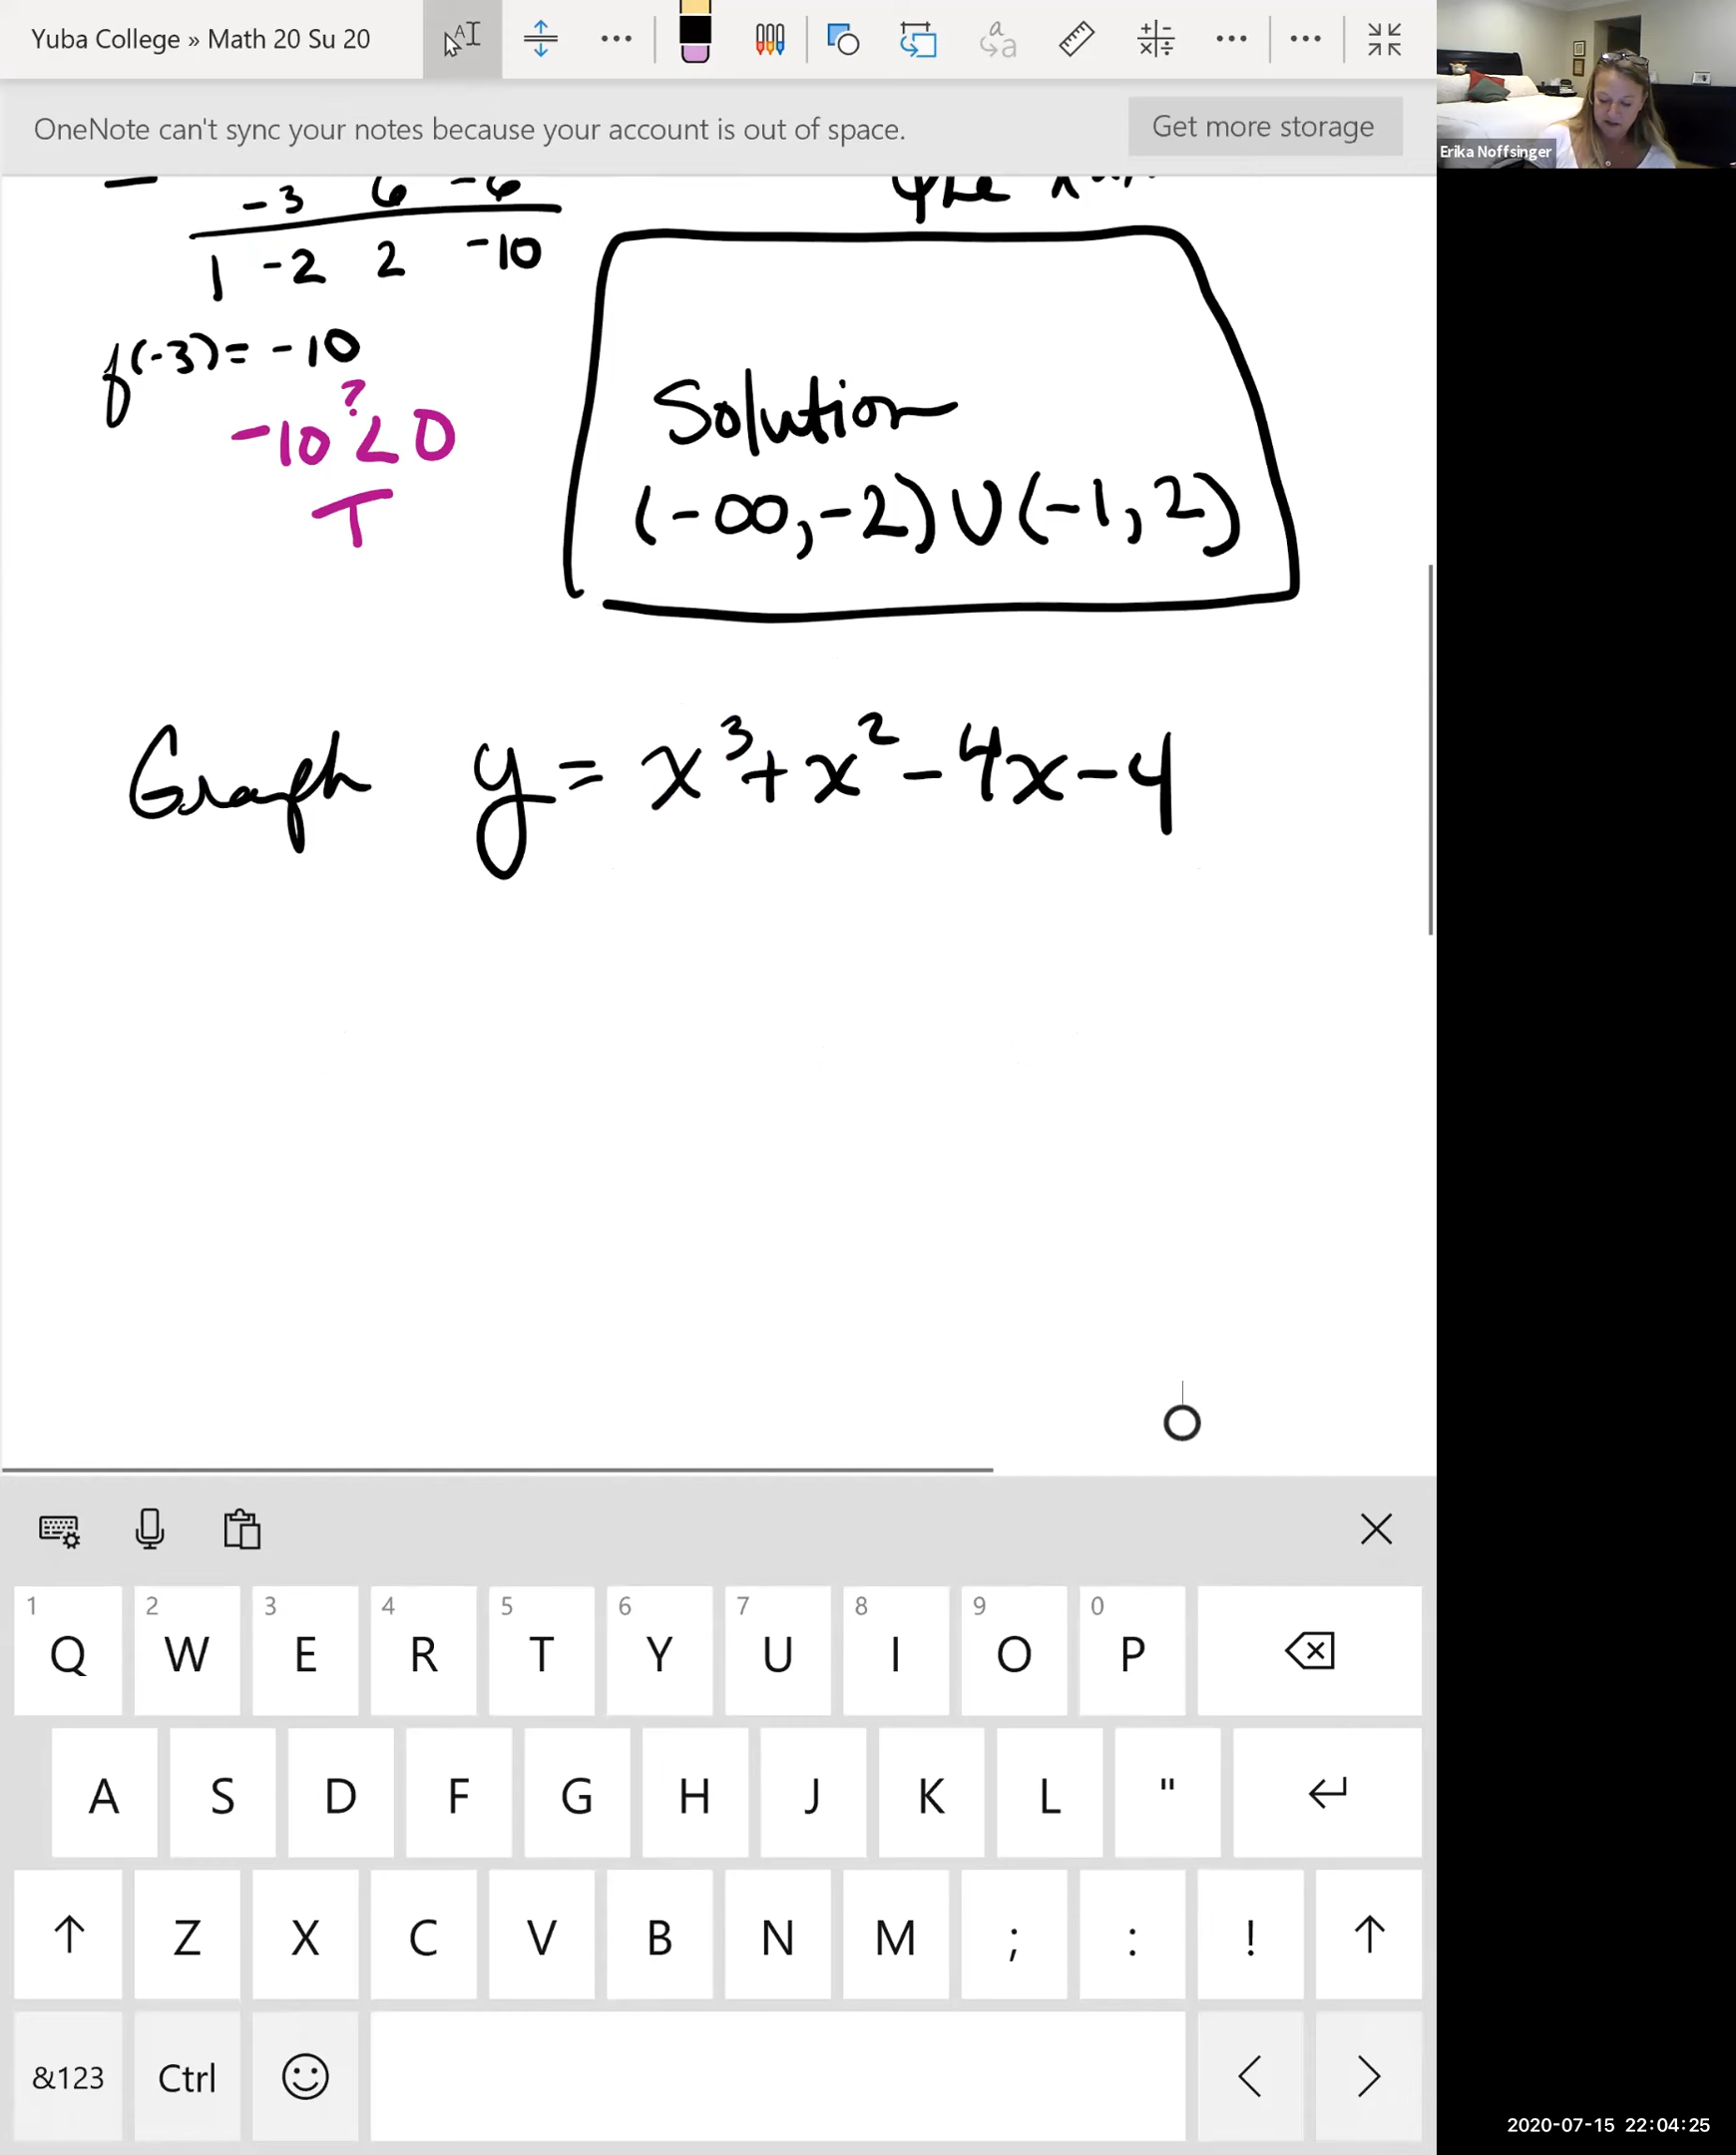 Yuba College » Math 20 Su 20
OneNote can't sync your notes because your account is out of space.
Get more storage
Erika Noffsinger
-3 6 -6
1 -2 2 -10
f(-3) = -10
?
-10 < 0
T
the
Solution
(-∞, -2) ∪ (-1, 2)
Graph y = x³ + x² - 4x - 4
1 2 3 4 5 6 7 8 9 0
Q W E R T Y U I O P
A S D F G H J K L "
Z X C V B N M ; : !
&123 Ctrl < >
2020-07-15 22:04:25